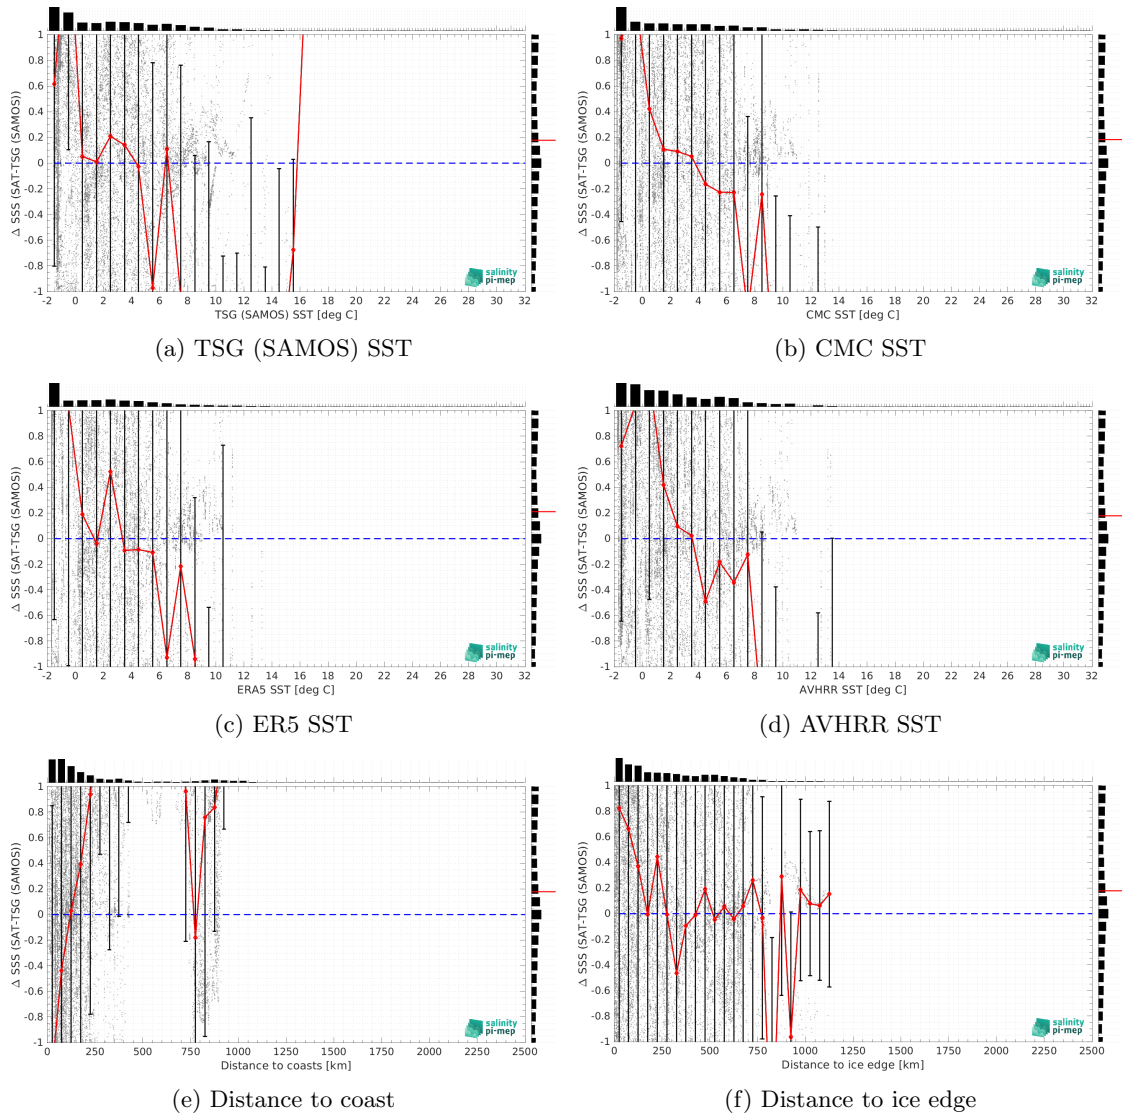 1
0.8
0.6
0.4
0.2
0
-0.2
-0.4
-0.6
-0.8
-1
Δ SSS (SAT-TSG (SAMOS))
-2 0 2 4 6 8 10 12 14 16 18 20 22 24 26 28 30 32
TSG (SAMOS) SST [deg C]
salinity
pi-mep
(a) TSG (SAMOS) SST
1
0.8
0.6
0.4
0.2
0
-0.2
-0.4
-0.6
-0.8
-1
Δ SSS (SAT-TSG (SAMOS))
-2 0 2 4 6 8 10 12 14 16 18 20 22 24 26 28 30 32
CMC SST [deg C]
salinity
pi-mep
(b) CMC SST
1
0.8
0.6
0.4
0.2
0
-0.2
-0.4
-0.6
-0.8
-1
Δ SSS (SAT-TSG (SAMOS))
-2 0 2 4 6 8 10 12 14 16 18 20 22 24 26 28 30 32
ERA5 SST [deg C]
salinity
pi-mep
(c) ER5 SST
1
0.8
0.6
0.4
0.2
0
-0.2
-0.4
-0.6
-0.8
-1
Δ SSS (SAT-TSG (SAMOS))
-2 0 2 4 6 8 10 12 14 16 18 20 22 24 26 28 30 32
AVHRR SST [deg C]
salinity
pi-mep
(d) AVHRR SST
1
0.8
0.6
0.4
0.2
0
-0.2
-0.4
-0.6
-0.8
-1
Δ SSS (SAT-TSG (SAMOS))
0 250 500 750 1000 1250 1500 1750 2000 2250 2500
Distance to coasts [km]
salinity
pi-mep
(e) Distance to coast
1
0.8
0.6
0.4
0.2
0
-0.2
-0.4
-0.6
-0.8
-1
Δ SSS (SAT-TSG (SAMOS))
0 250 500 750 1000 1250 1500 1750 2000 2250 2500
Distance to ice edge [km]
salinity
pi-mep
(f) Distance to ice edge